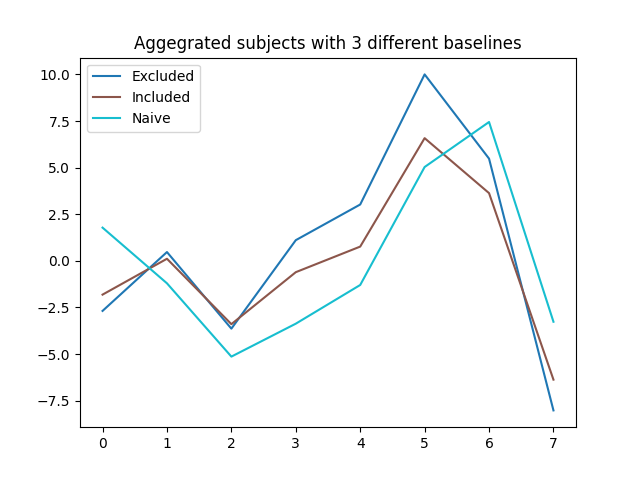 Aggegrated subjects with 3 different baselines
Excluded
Included
Naive
10.0
7.5
5.0
2.5
0.0
−2.5
−5.0
−7.5
0 1 2 3 4 5 6 7